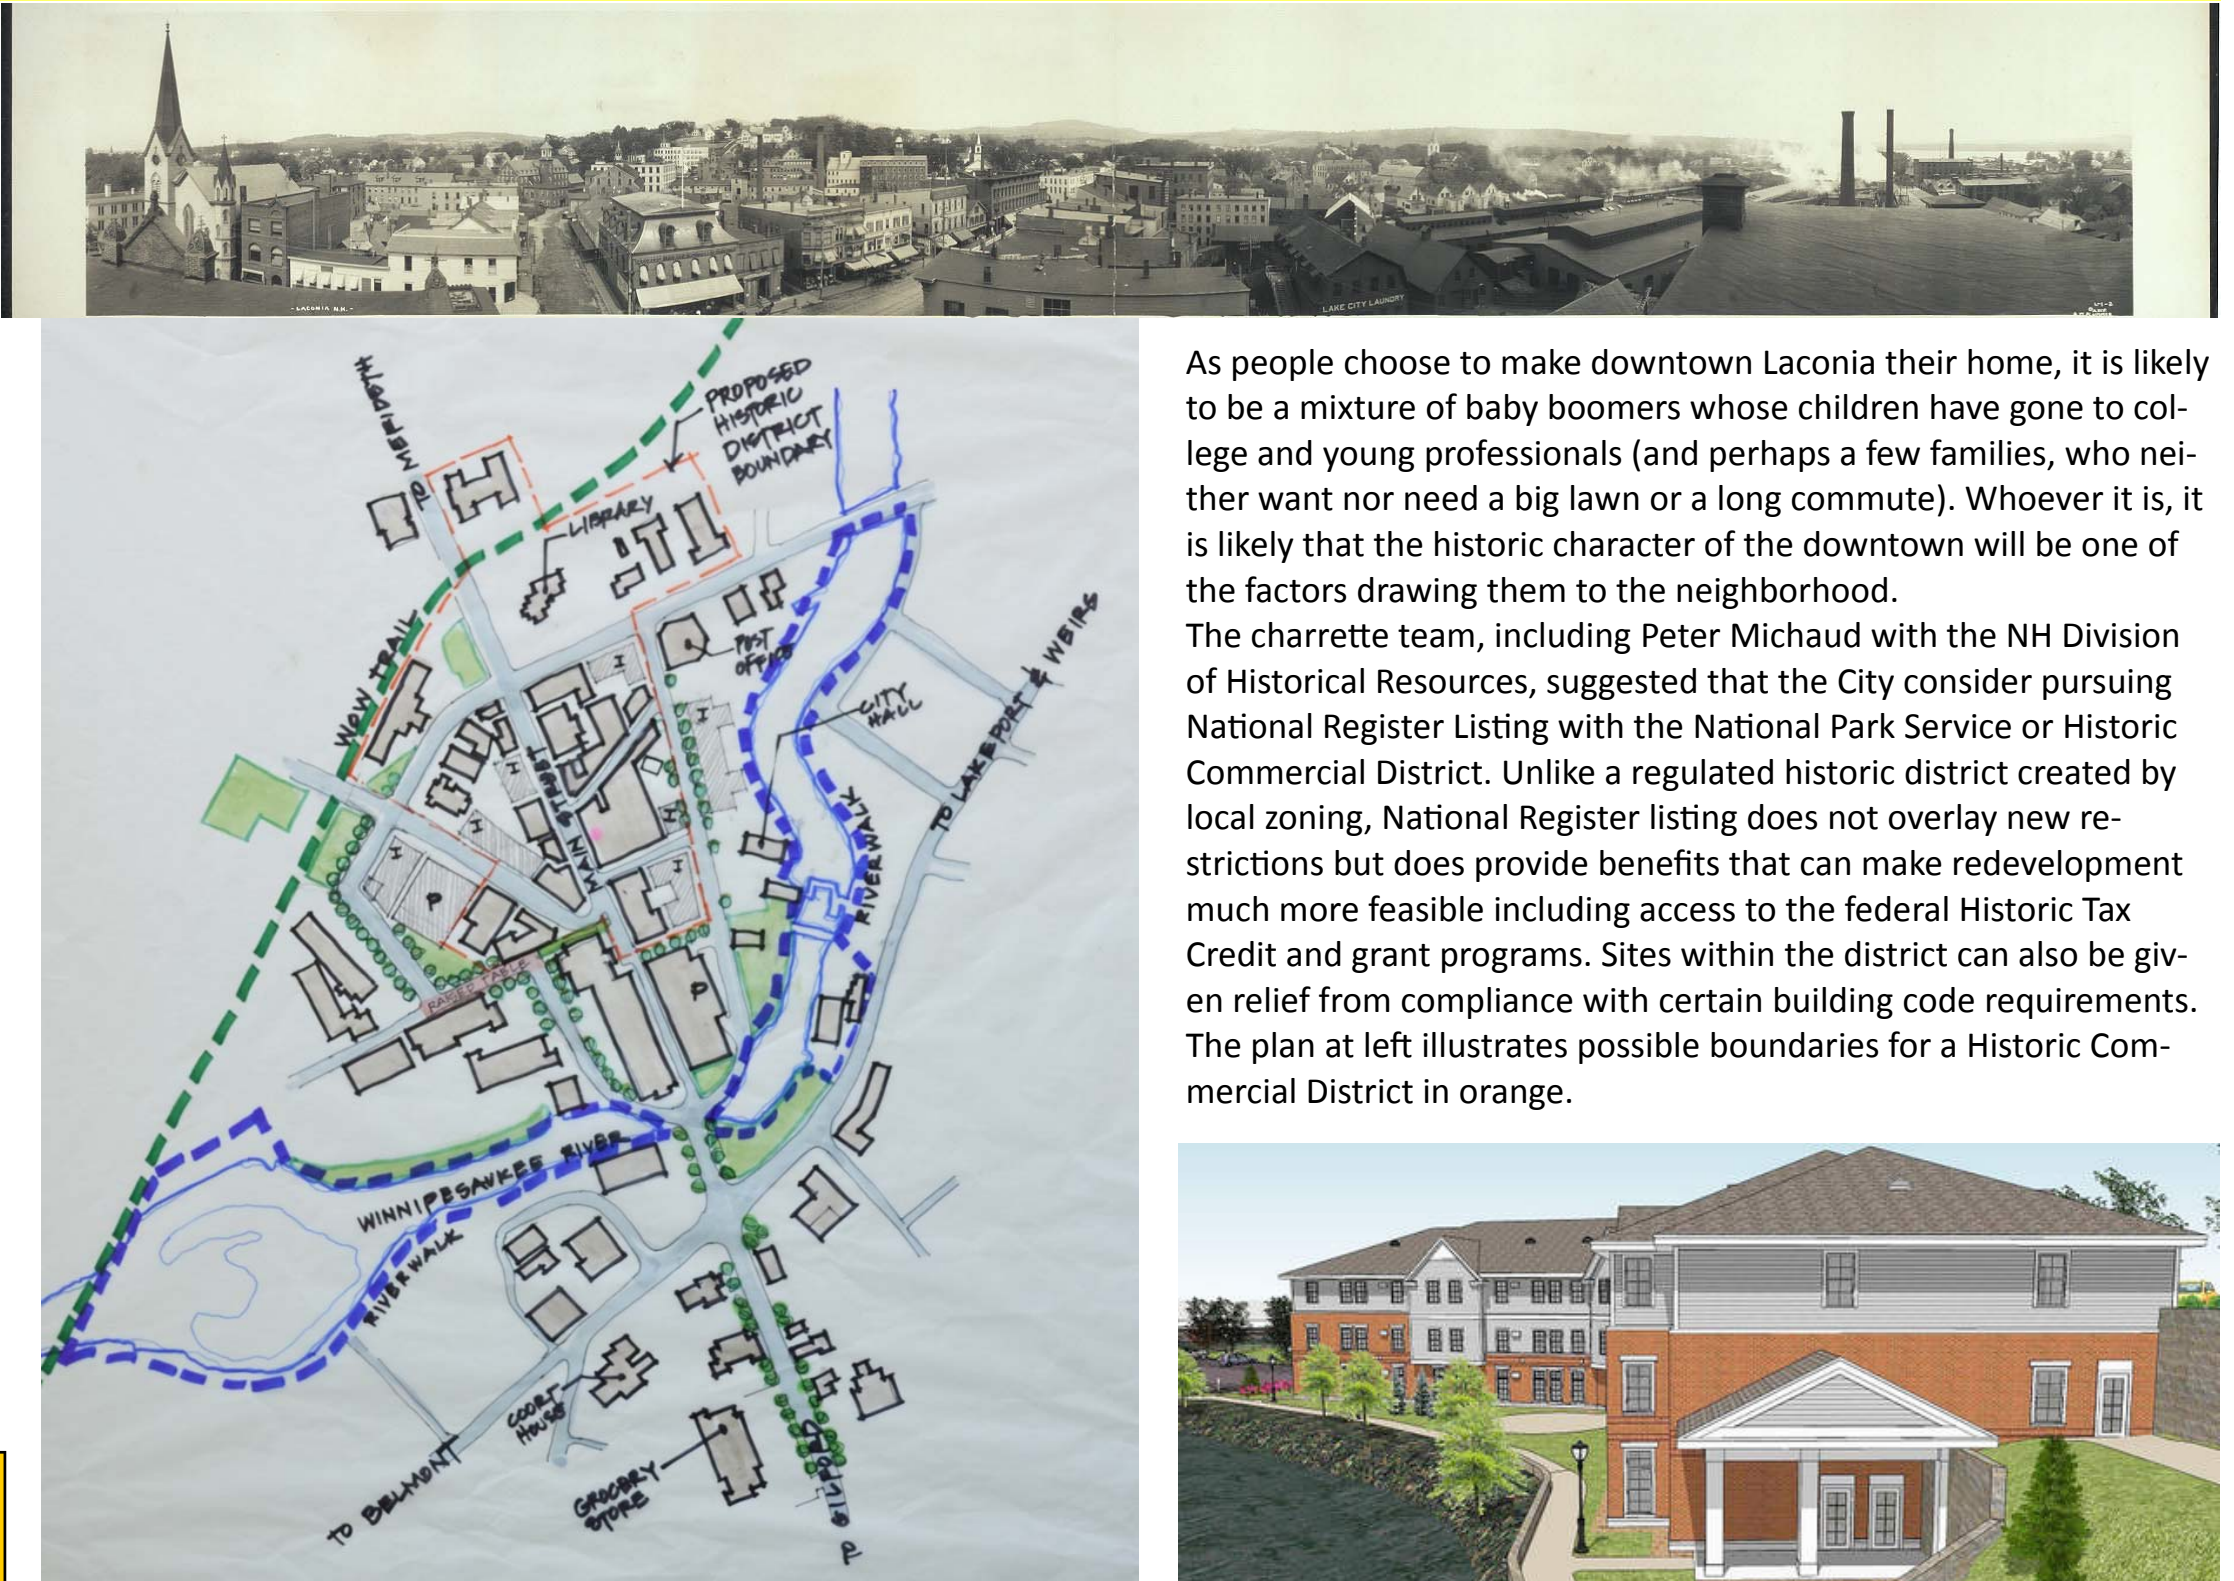 - LACONIA N.H. -
LAKE CITY LAUNDRY
As people choose to make downtown Laconia their home, it is likely
to be a mixture of baby boomers whose children have gone to col-
lege and young professionals (and perhaps a few families, who nei-
ther want nor need a big lawn or a long commute). Whoever it is, it
is likely that the historic character of the downtown will be one of
the factors drawing them to the neighborhood.
The charrette team, including Peter Michaud with the NH Division
of Historical Resources, suggested that the City consider pursuing
National Register Listing with the National Park Service or Historic
Commercial District. Unlike a regulated historic district created by
local zoning, National Register listing does not overlay new re-
strictions but does provide benefits that can make redevelopment
much more feasible including access to the federal Historic Tax
Credit and grant programs. Sites within the district can also be giv-
en relief from compliance with certain building code requirements.
The plan at left illustrates possible boundaries for a Historic Com-
mercial District in orange.
TO MEREDITH
PROPOSED
HISTORIC
DISTRICT
BOUNDARY
LIBRARY
WOW TRAIL
POST
OFFICE
H
H
CITY
HALL
TO LAKEPORT & WEIRS
MAIN STREET
H
H
H
H
H
P
RIVERWALK
RAISED TABLE
P
WINNIPESAUKEE RIVER
RIVERWALK
COURT
HOUSE
GROCERY
STORE
TO BELMONT